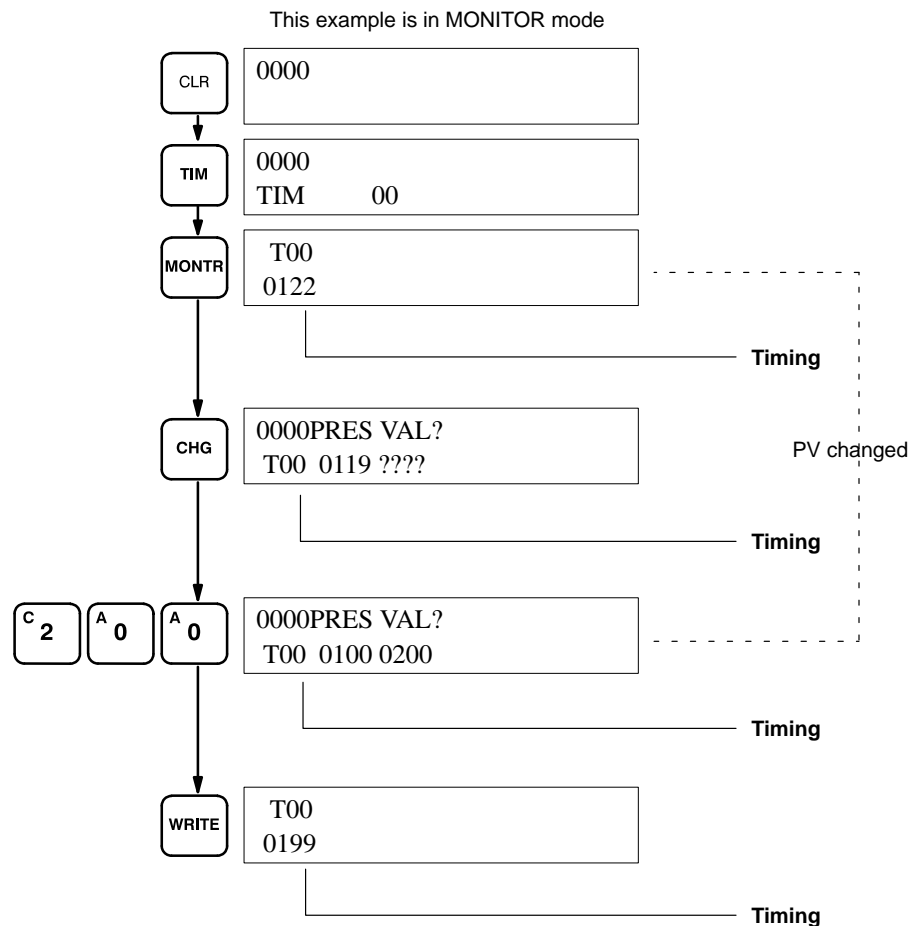 This example is in MONITOR mode
CLR
0000
TIM
0000
TIM 00
MONTR
T00
0122
Timing
CHG
0000PRES VAL?
T00 0119 ????
PV changed
Timing
C 2 A 0 A 0
0000PRES VAL?
T00 0100 0200
Timing
WRITE
T00
0199
Timing